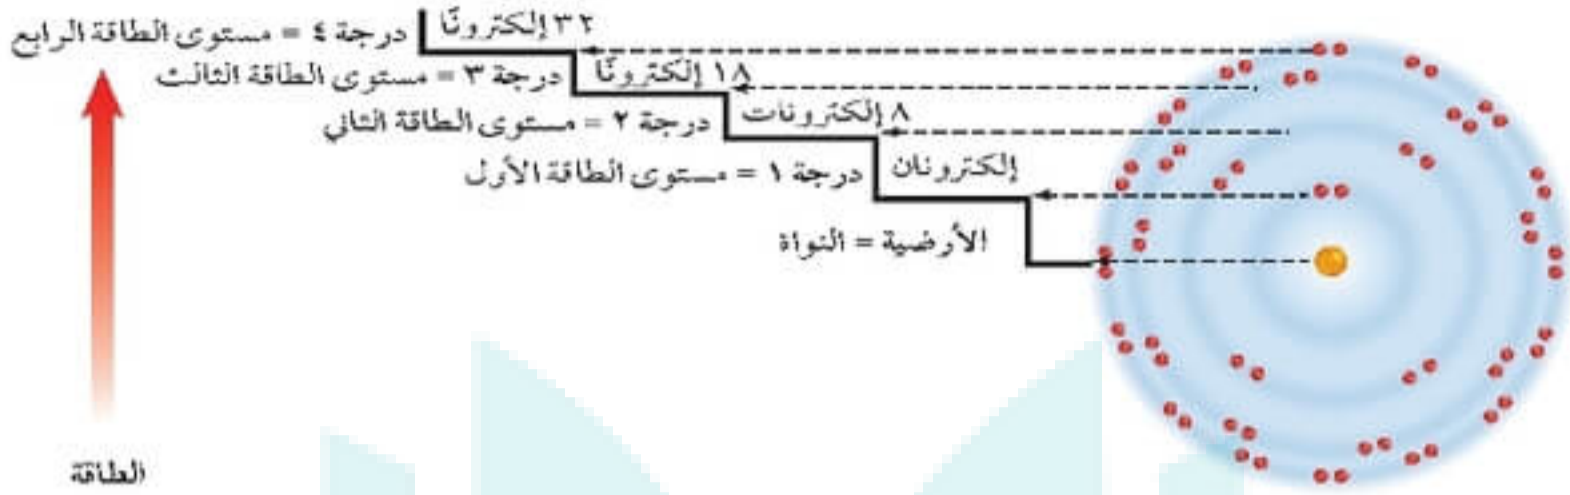 ٣٢ إلكترونًا
درجة ٤ = مستوى الطاقة الرابع
١٨ إلكترونًا
درجة ٣ = مستوى الطاقة الثالث
٨ إلكترونات
درجة ٢ = مستوى الطاقة الثاني
إلكترونان
درجة ١ = مستوى الطاقة الأول
الأرضية = النواة
الطاقة